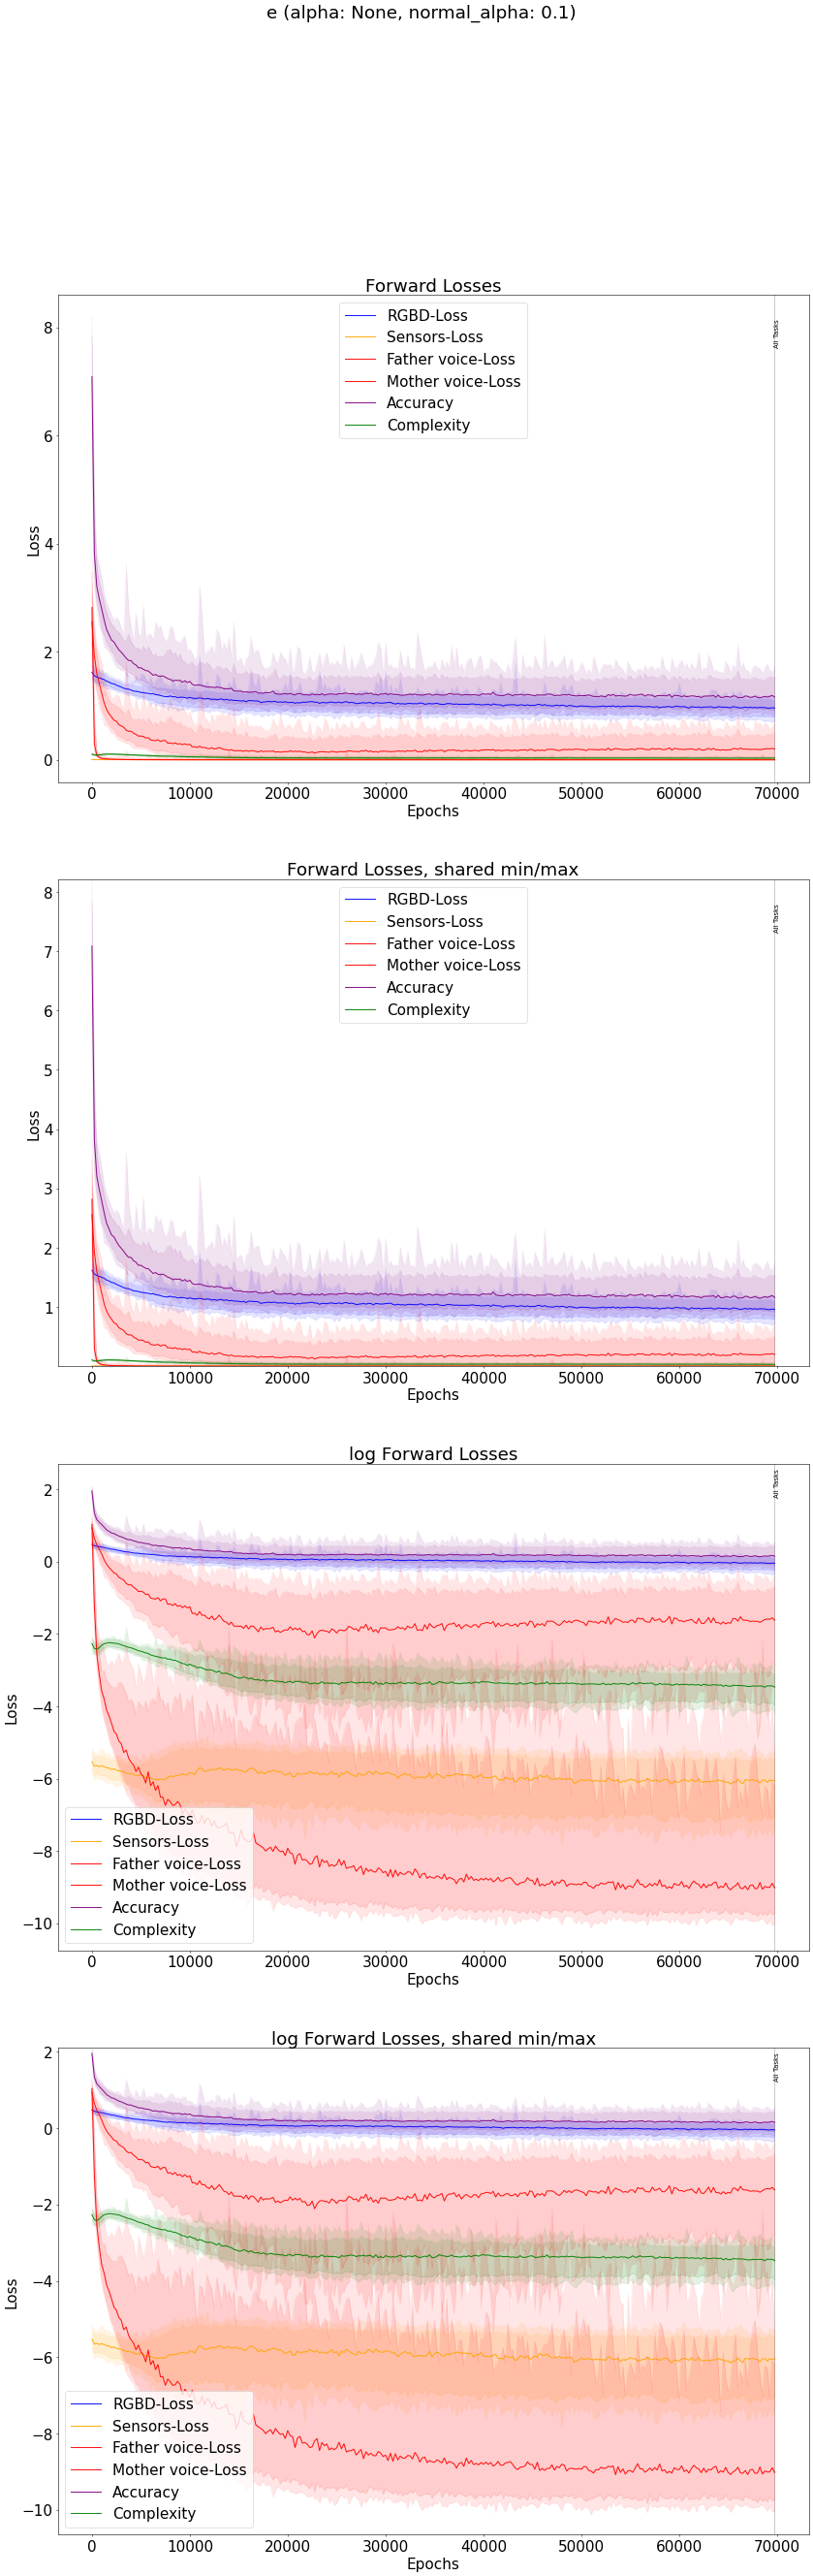 e (alpha: None, normal_alpha: 0.1)
Forward Losses
RGBD-Loss
Sensors-Loss
Father voice-Loss
Mother voice-Loss
Accuracy
Complexity
All Tasks
8
6
4
2
0
Loss
0 10000 20000 30000 40000 50000 60000 70000
Epochs
Forward Losses, shared min/max
RGBD-Loss
Sensors-Loss
Father voice-Loss
Mother voice-Loss
Accuracy
Complexity
All Tasks
8
7
6
5
4
3
2
1
Loss
0 10000 20000 30000 40000 50000 60000 70000
Epochs
log Forward Losses
All Tasks
2
0
−2
−4
−6
−8
−10
Loss
RGBD-Loss
Sensors-Loss
Father voice-Loss
Mother voice-Loss
Accuracy
Complexity
0 10000 20000 30000 40000 50000 60000 70000
Epochs
log Forward Losses, shared min/max
All Tasks
2
0
−2
−4
−6
−8
−10
Loss
RGBD-Loss
Sensors-Loss
Father voice-Loss
Mother voice-Loss
Accuracy
Complexity
0 10000 20000 30000 40000 50000 60000 70000
Epochs